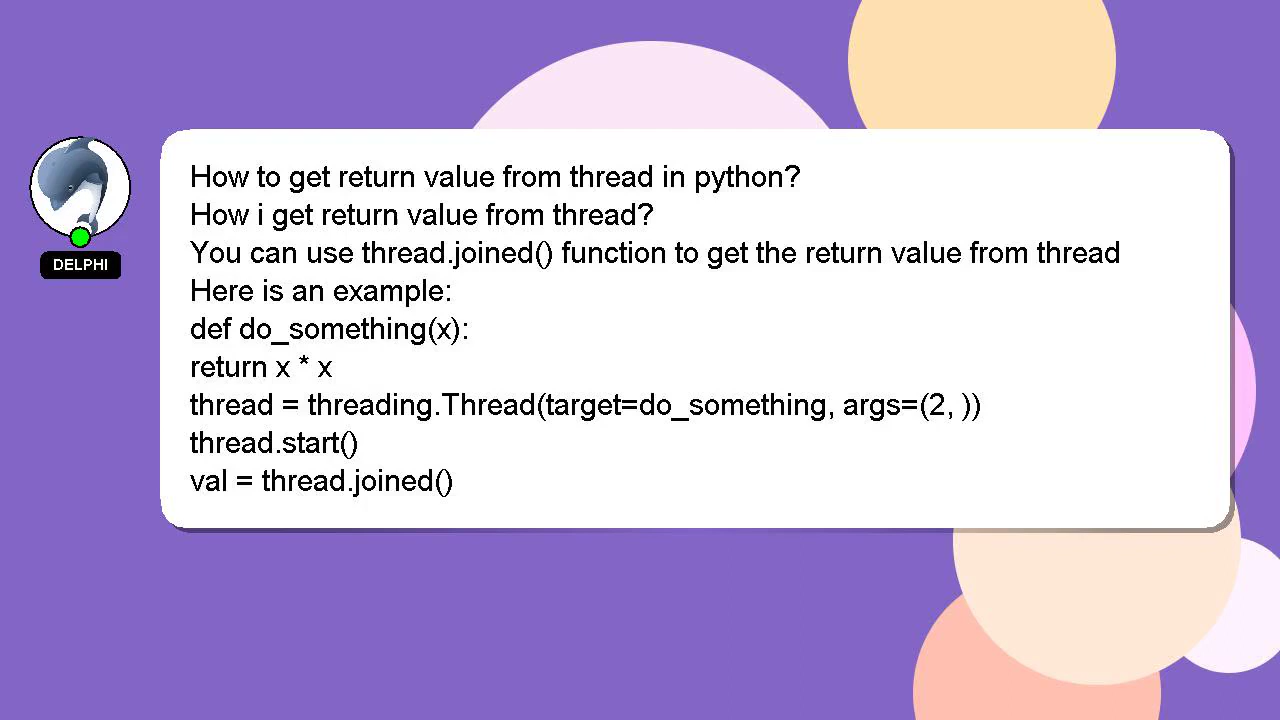 How to get return value from thread in python?
How i get return value from thread?
You can use thread.joined() function to get the return value from thread
Here is an example:
def do_something(x):
return x * x
thread = threading.Thread(target=do_something, args=(2, ))
thread.start()
val = thread.joined()
DELPHI